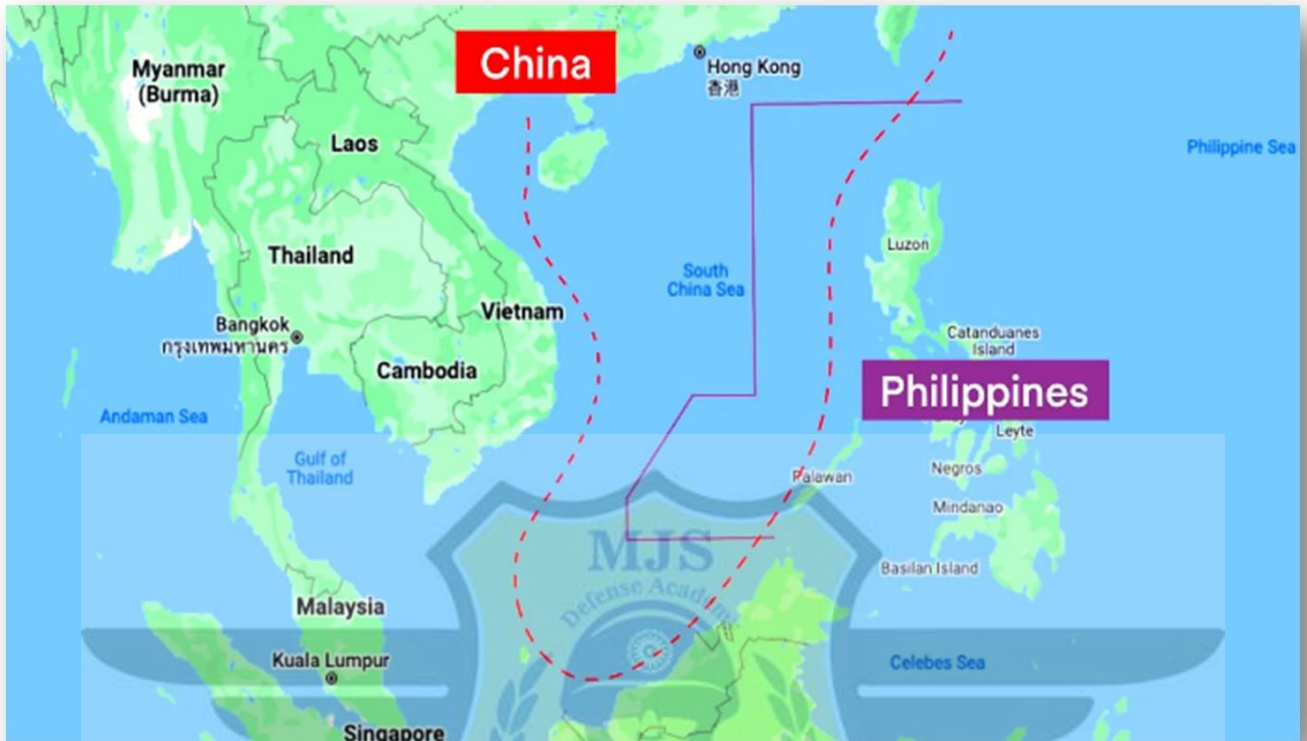 China
Hong Kong
香港
Myanmar
(Burma)
Laos
Philippine Sea
Thailand
Luzon
South
China Sea
Vietnam
Bangkok
กรุงเทพมหานคร
Catanduanes
Island
Cambodia
Philippines
Andaman Sea
Leyte
Gulf of
Thailand
Negros
Palawan
Mindanao
MJS
Defense Academy
Basilan Island
Malaysia
Kuala Lumpur
Celebes Sea
Singapore